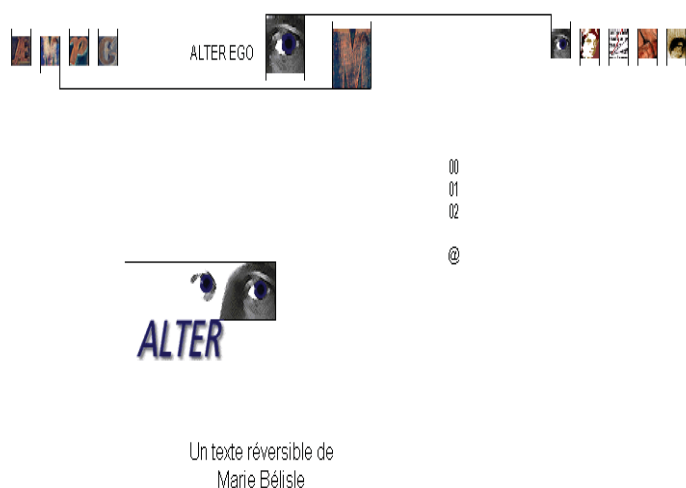 Æ M P C
ALTER EGO
M
00
01
02
@
ALTER
Un texte réversible de
Marie Bélisle